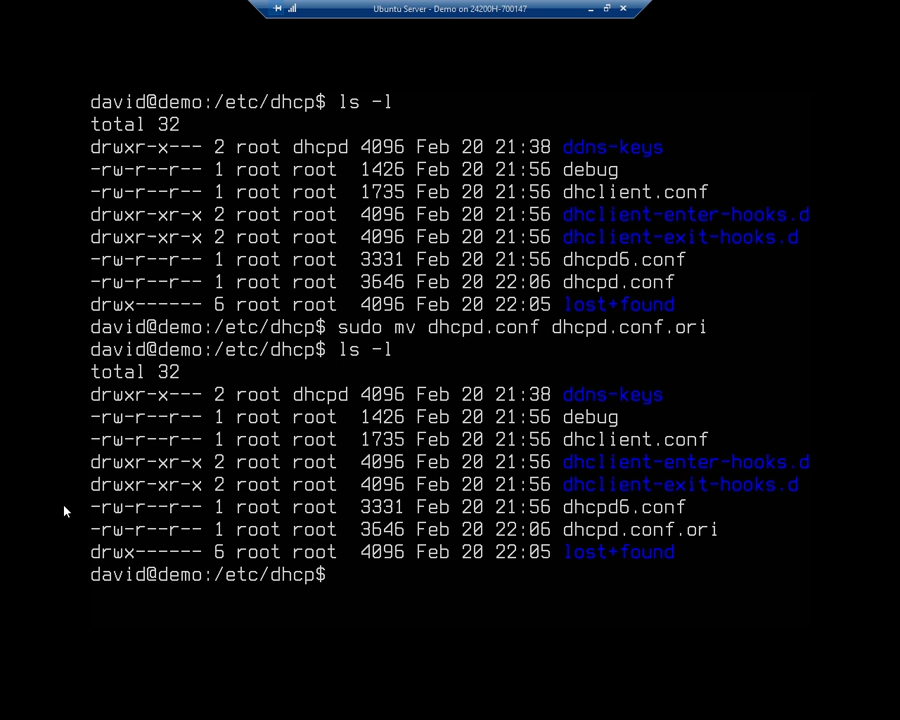 Ubuntu Server - Demo on 24200H-700147
david@demo:/etc/dhcp$ ls -l
total 32
drwxr-x--- 2 root dhcpd 4096 Feb 20 21:38 ddns-keys
-rw-r--r-- 1 root root  1426 Feb 20 21:56 debug
-rw-r--r-- 1 root root  1735 Feb 20 21:56 dhclient.conf
drwxr-xr-x 2 root root  4096 Feb 20 21:56 dhclient-enter-hooks.d
drwxr-xr-x 2 root root  4096 Feb 20 21:56 dhclient-exit-hooks.d
-rw-r--r-- 1 root root  3331 Feb 20 21:56 dhcpd6.conf
-rw-r--r-- 1 root root  3646 Feb 20 22:06 dhcpd.conf
drwx------ 6 root root  4096 Feb 20 22:05 lost+found
david@demo:/etc/dhcp$ sudo mv dhcpd.conf dhcpd.conf.ori
david@demo:/etc/dhcp$ ls -l
total 32
drwxr-x--- 2 root dhcpd 4096 Feb 20 21:38 ddns-keys
-rw-r--r-- 1 root root  1426 Feb 20 21:56 debug
-rw-r--r-- 1 root root  1735 Feb 20 21:56 dhclient.conf
drwxr-xr-x 2 root root  4096 Feb 20 21:56 dhclient-enter-hooks.d
drwxr-xr-x 2 root root  4096 Feb 20 21:56 dhclient-exit-hooks.d
-rw-r--r-- 1 root root  3331 Feb 20 21:56 dhcpd6.conf
-rw-r--r-- 1 root root  3646 Feb 20 22:06 dhcpd.conf.ori
drwx------ 6 root root  4096 Feb 20 22:05 lost+found
david@demo:/etc/dhcp$